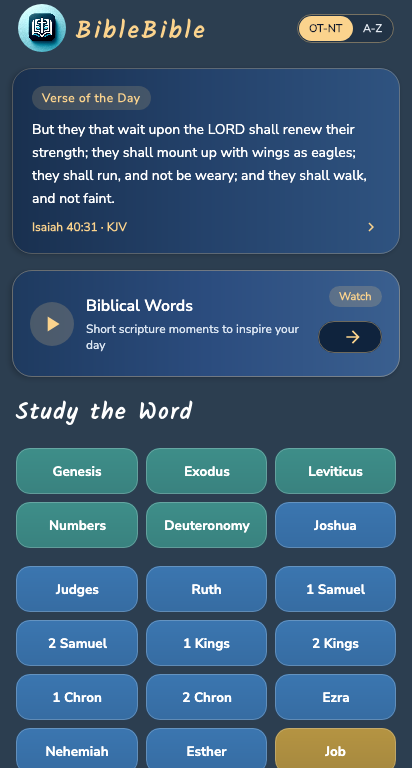 BibleBible
OT-NT
A-Z
Verse of the Day
But they that wait upon the LORD shall renew their
strength; they shall mount up with wings as eagles;
they shall run, and not be weary; and they shall walk,
and not faint.
Isaiah 40:31 · KJV
Watch
Biblical Words
Short scripture moments to inspire your
day
Study the Word
Genesis
Exodus
Leviticus
Numbers
Deuteronomy
Joshua
Judges
Ruth
1 Samuel
2 Samuel
1 Kings
2 Kings
1 Chron
2 Chron
Ezra
Nehemiah
Esther
Job